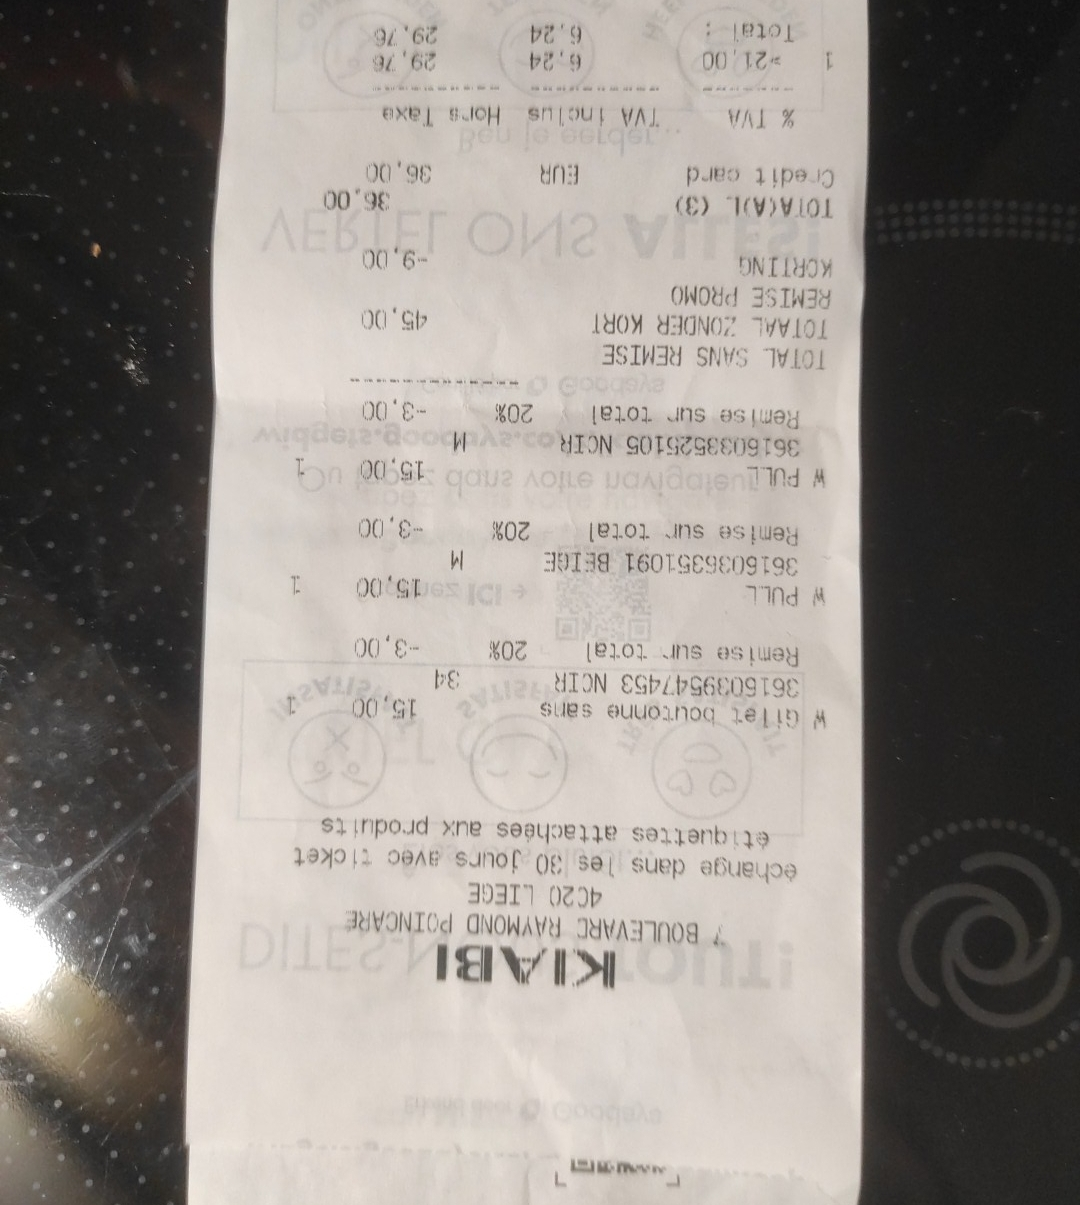 KIABI
7 BOULEVARD RAYMOND POINCARE
4020 LIEGE
échange dans les 30 jours avec ticket
étiquettes attachées aux produits
W Gilet boutonné sans 15,00 1
3616039547453 NOIR 34
Remise sur total 20% -3,00
W PULL 15,00 1
3616036351091 BEIGE M
Remise sur total 20% -3,00
W PULL 15,00 1
3616033525105 NOIR M
Remise sur total 20% -3,00
---------------
TOTAL SANS REMISE
TOTAAL ZONDER KORT 45,00
REMISE PROMO
KORTING -9,00
TOTA(A)L (3) 36,00
Credit card EUR 36,00
% TVA TVA inclus Hors Taxe
1 >21,00 6,24 29,76
Total : 6,24 29,76